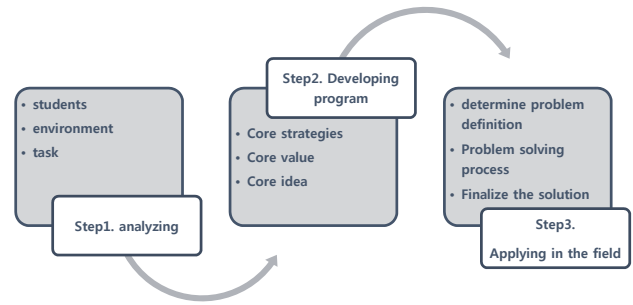 • students
• environment
• task
Step1. analyzing
Step2. Developing
program
• Core strategies
• Core value
• Core idea
• determine problem
definition
• Problem solving
process
• Finalize the solution
Step3.
Applying in the field